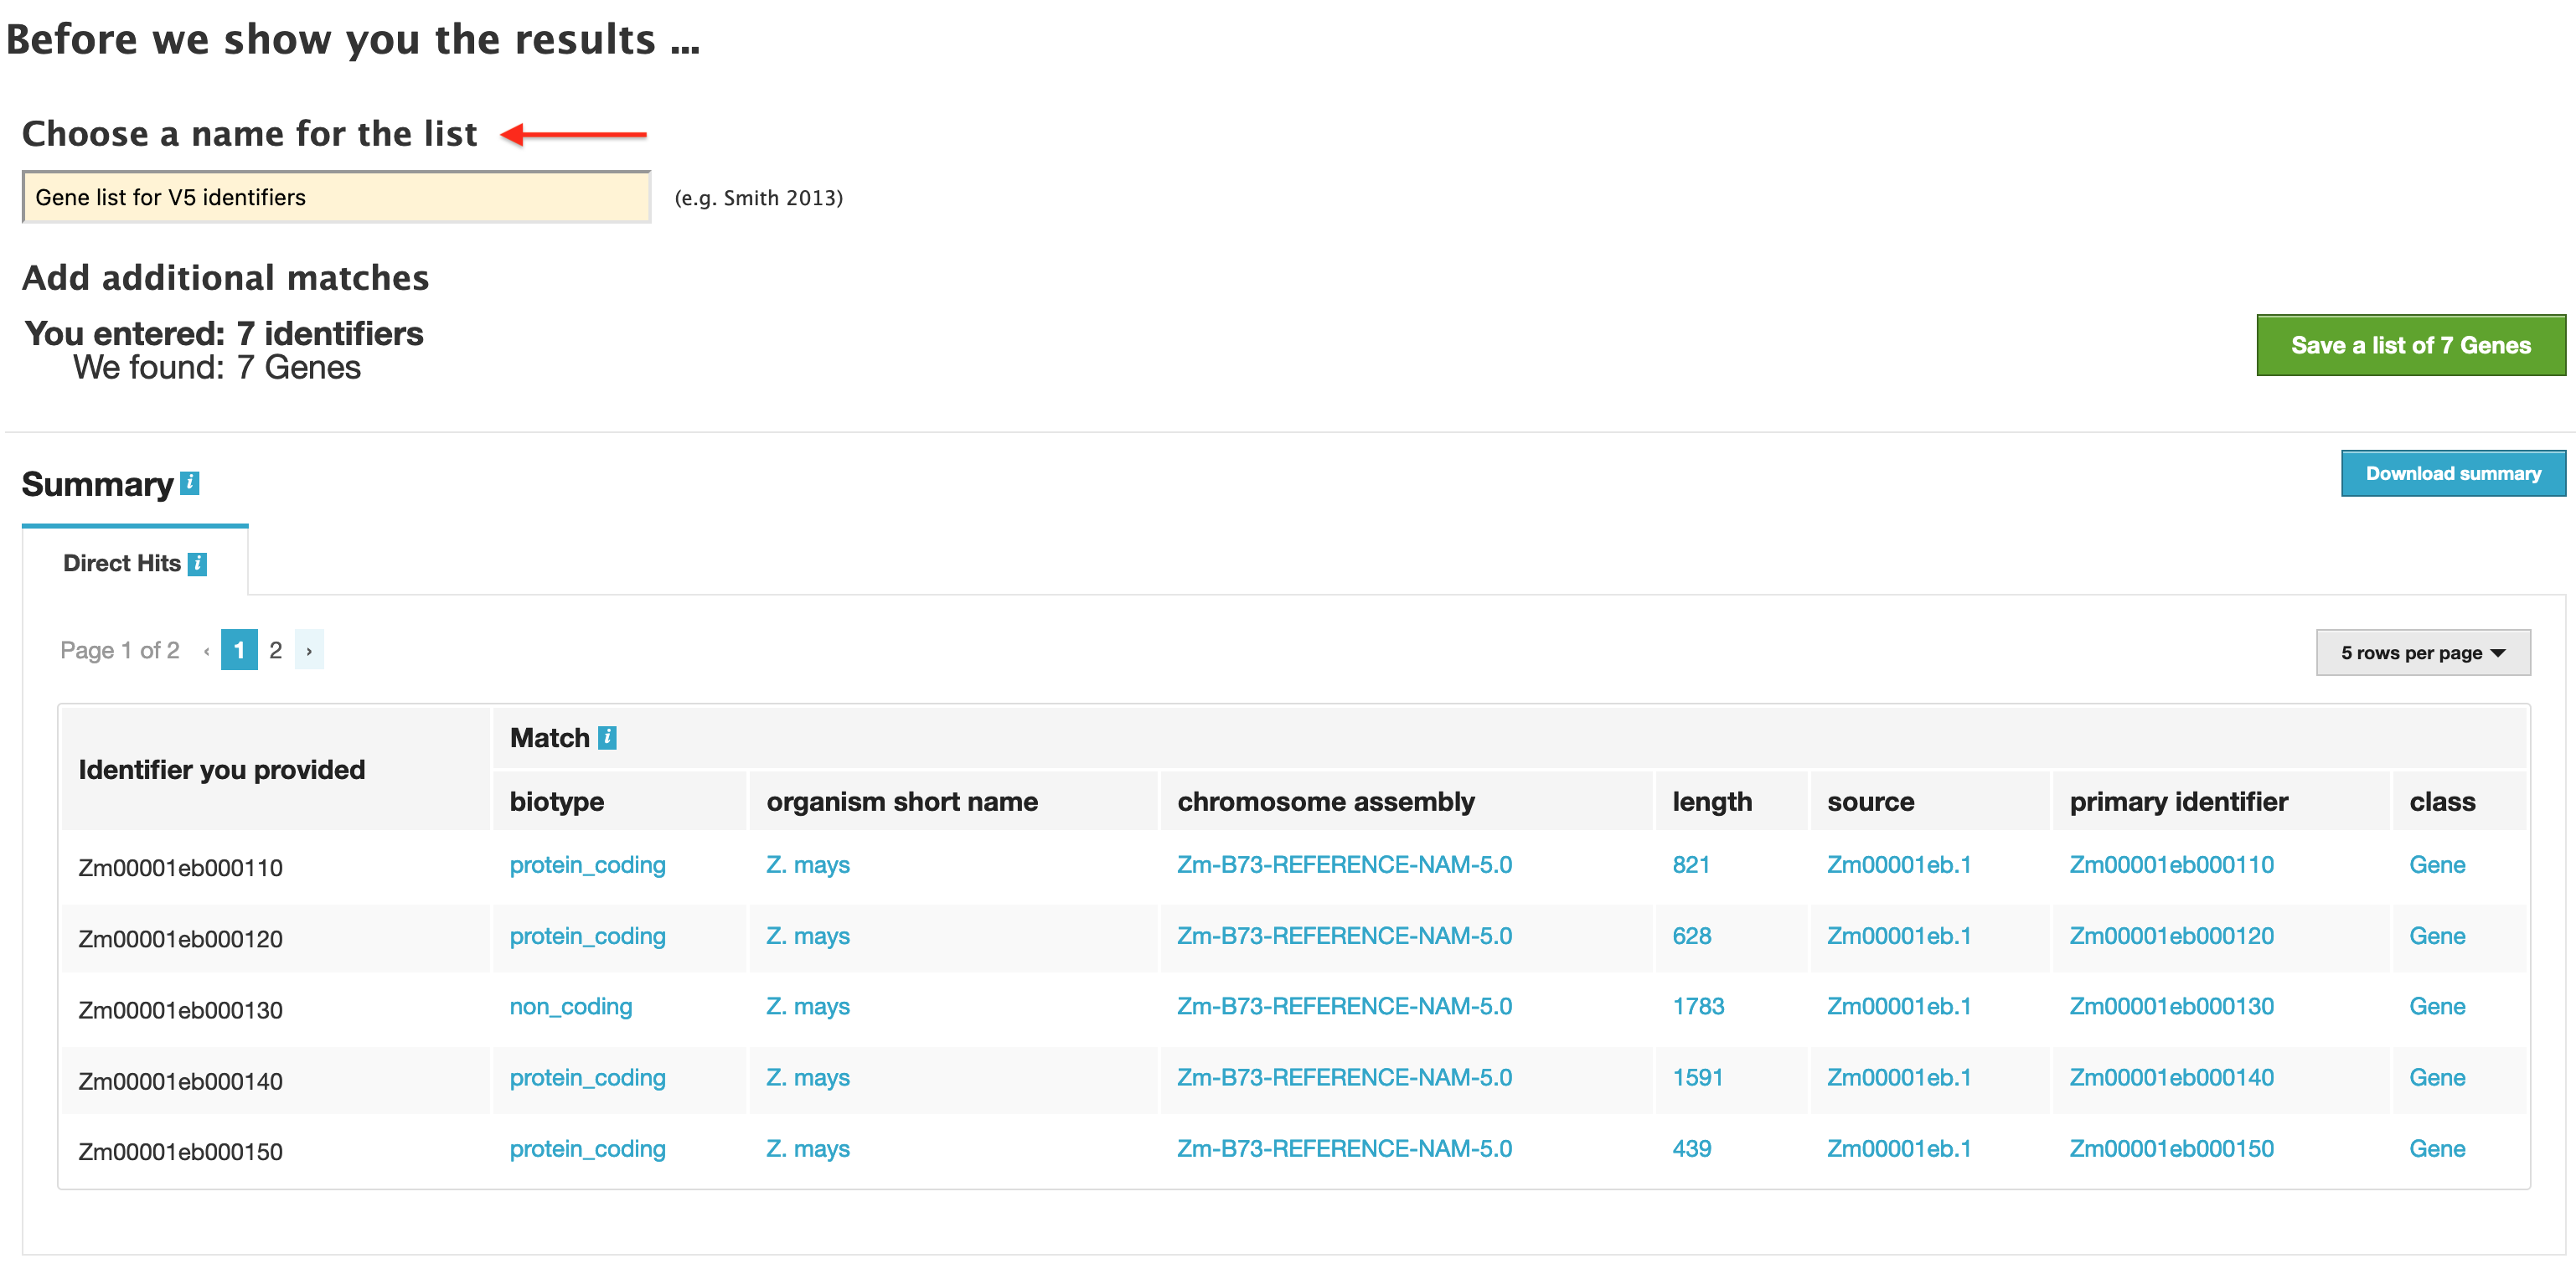 Before we show you the results ...
Choose a name for the list
Gene list for V5 identifiers
(e.g. Smith 2013)
Add additional matches
You entered: 7 identifiers
We found: 7 Genes
Save a list of 7 Genes
Summary i
Download summary
Direct Hits i
Page 1 of 2 ‹ 1 2 ›
5 rows per page
Identifier you provided
Match i
biotype organism short name chromosome assembly length source primary identifier class
Zm00001eb000110 protein_coding Z. mays Zm-B73-REFERENCE-NAM-5.0 821 Zm00001eb.1 Zm00001eb000110 Gene
Zm00001eb000120 protein_coding Z. mays Zm-B73-REFERENCE-NAM-5.0 628 Zm00001eb.1 Zm00001eb000120 Gene
Zm00001eb000130 non_coding Z. mays Zm-B73-REFERENCE-NAM-5.0 1783 Zm00001eb.1 Zm00001eb000130 Gene
Zm00001eb000140 protein_coding Z. mays Zm-B73-REFERENCE-NAM-5.0 1591 Zm00001eb.1 Zm00001eb000140 Gene
Zm00001eb000150 protein_coding Z. mays Zm-B73-REFERENCE-NAM-5.0 439 Zm00001eb.1 Zm00001eb000150 Gene